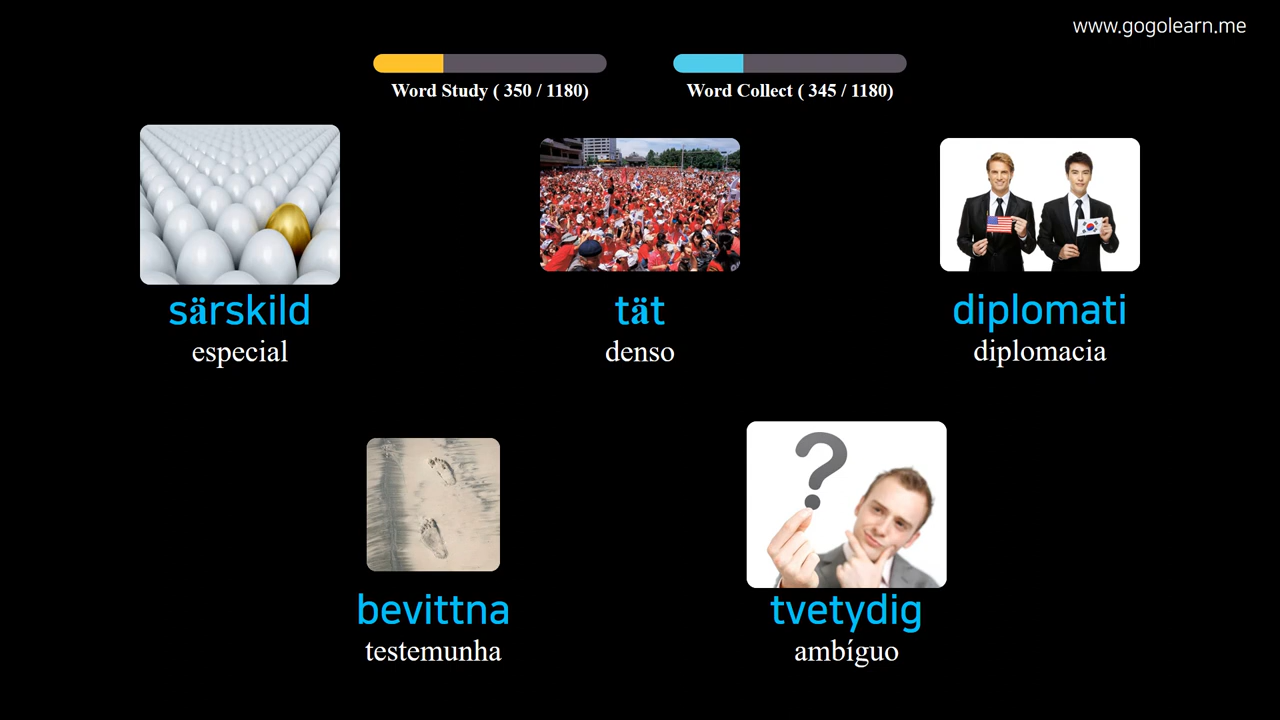 www.gogolearn.me
Word Study ( 350 / 1180)
Word Collect ( 345 / 1180)
särskild
especial
tät
denso
diplomati
diplomacia
bevittna
testemunha
tvetydig
ambíguo